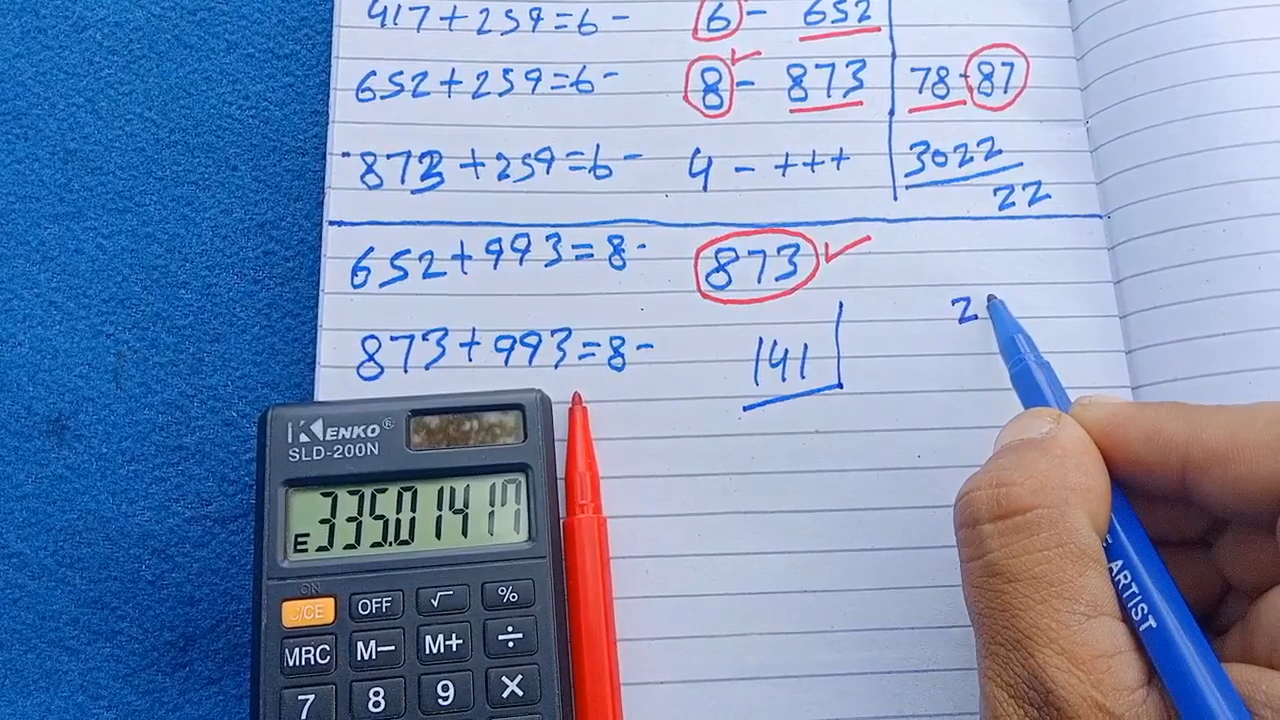 417+259=6- 6- 652
652+259=6- 8- 873 78-87
873+259=6- 4-+++ 3022
22
652+993=8- 873
873+993=8- 141
2
KENKO®
SLD-200N
E 335.01417
ON
C/CE OFF √ %
MRC M− M+ ÷
7 8 9 X
ARTIST